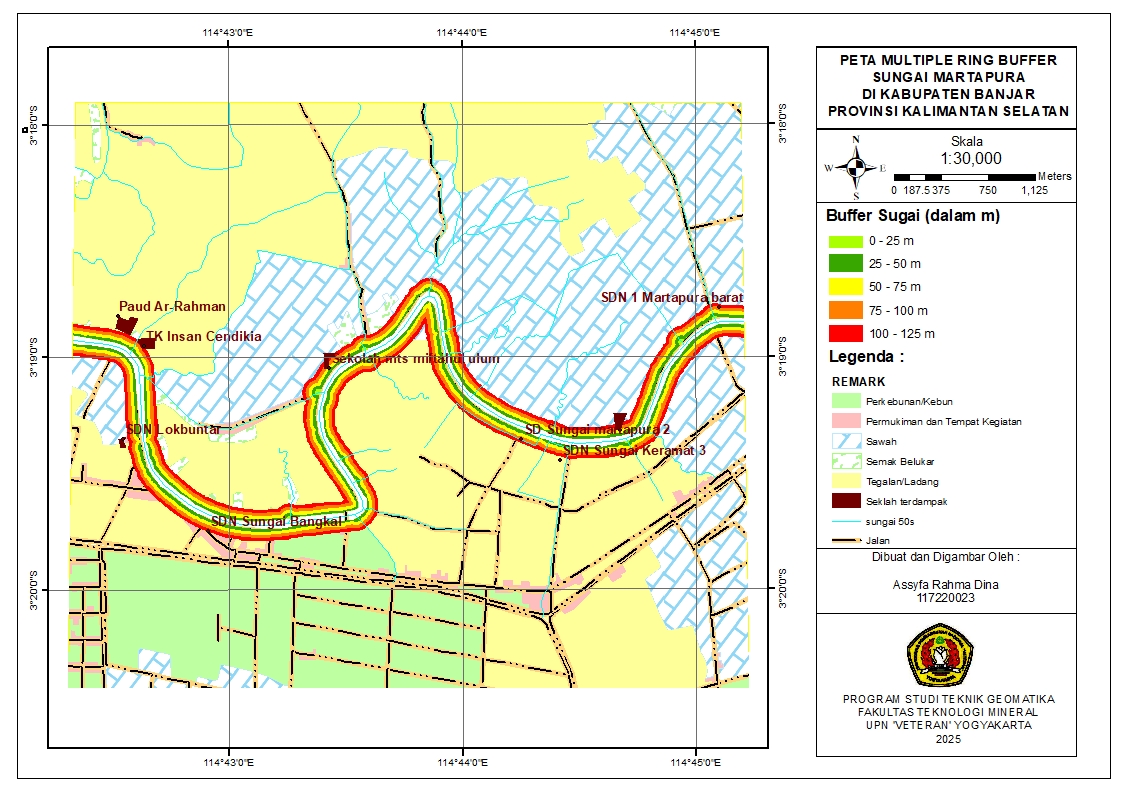 114°43'0"E 114°44'0"E 114°45'0"E
3°18'0"S
3°18'0"S
3°19'0"S
3°19'0"S
3°20'0"S
3°20'0"S
Paud Ar-Rahman
TK Insan Cendikia
SDN 1 Martapura barat
Sekolah mts miftahul ulum
SDN Lokbuntar
SD Sungai martapura 2
SDN Sungai Keramat 3
SDN Sungai Bangkal
114°43'0"E 114°44'0"E 114°45'0"E
PETA MULTIPLE RING BUFFER
SUNGAI MARTAPURA
DI KABUPATEN BANJAR
PROVINSI KALIMANTAN SELATAN
N
W E
S
Skala
1:30,000
Meters
0 187.5 375 750 1,125
Buffer Sugai (dalam m)
0 - 25 m
25 - 50 m
50 - 75 m
75 - 100 m
100 - 125 m
Legenda :
REMARK
Perkebunan/Kebun
Permukiman dan Tempat Kegiatan
Sawah
Semak Belukar
Tegalan/Ladang
Seklah terdampak
sungai 50s
Jalan
Dibuat dan Digambar Oleh :
Assyfa Rahma Dina
117220023
PROGRAM STUDI TEKNIK GEOMATIKA
FAKULTAS TEKNOLOGI MINERAL
UPN 'VETERAN' YOGYAKARTA
2025